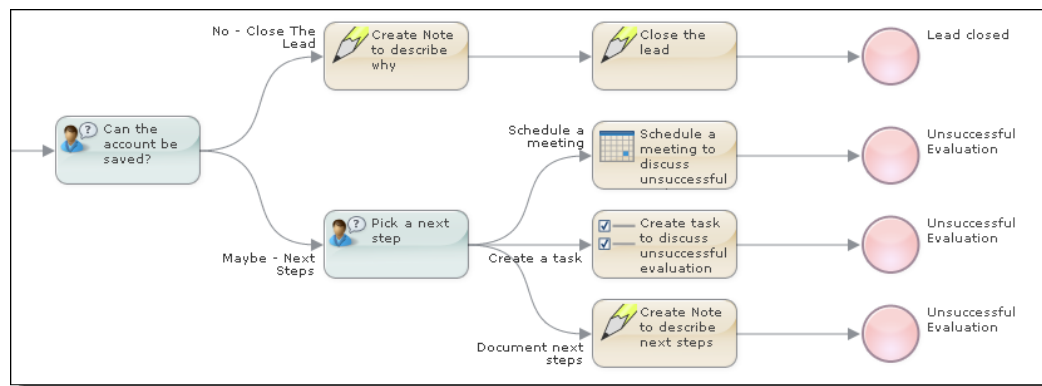 No - Close The
Lead
Create Note
to describe
why
Close the
lead
Lead closed
Can the
account be
saved?
Schedule a
meeting
Schedule a
meeting to
discuss
unsuccessful
Unsuccessful
Evaluation
Maybe - Next
Steps
Pick a next
step
Create a task
Create task
to discuss
unsuccessful
evaluation
Unsuccessful
Evaluation
Document next
steps
Create Note
to describe
next steps
Unsuccessful
Evaluation